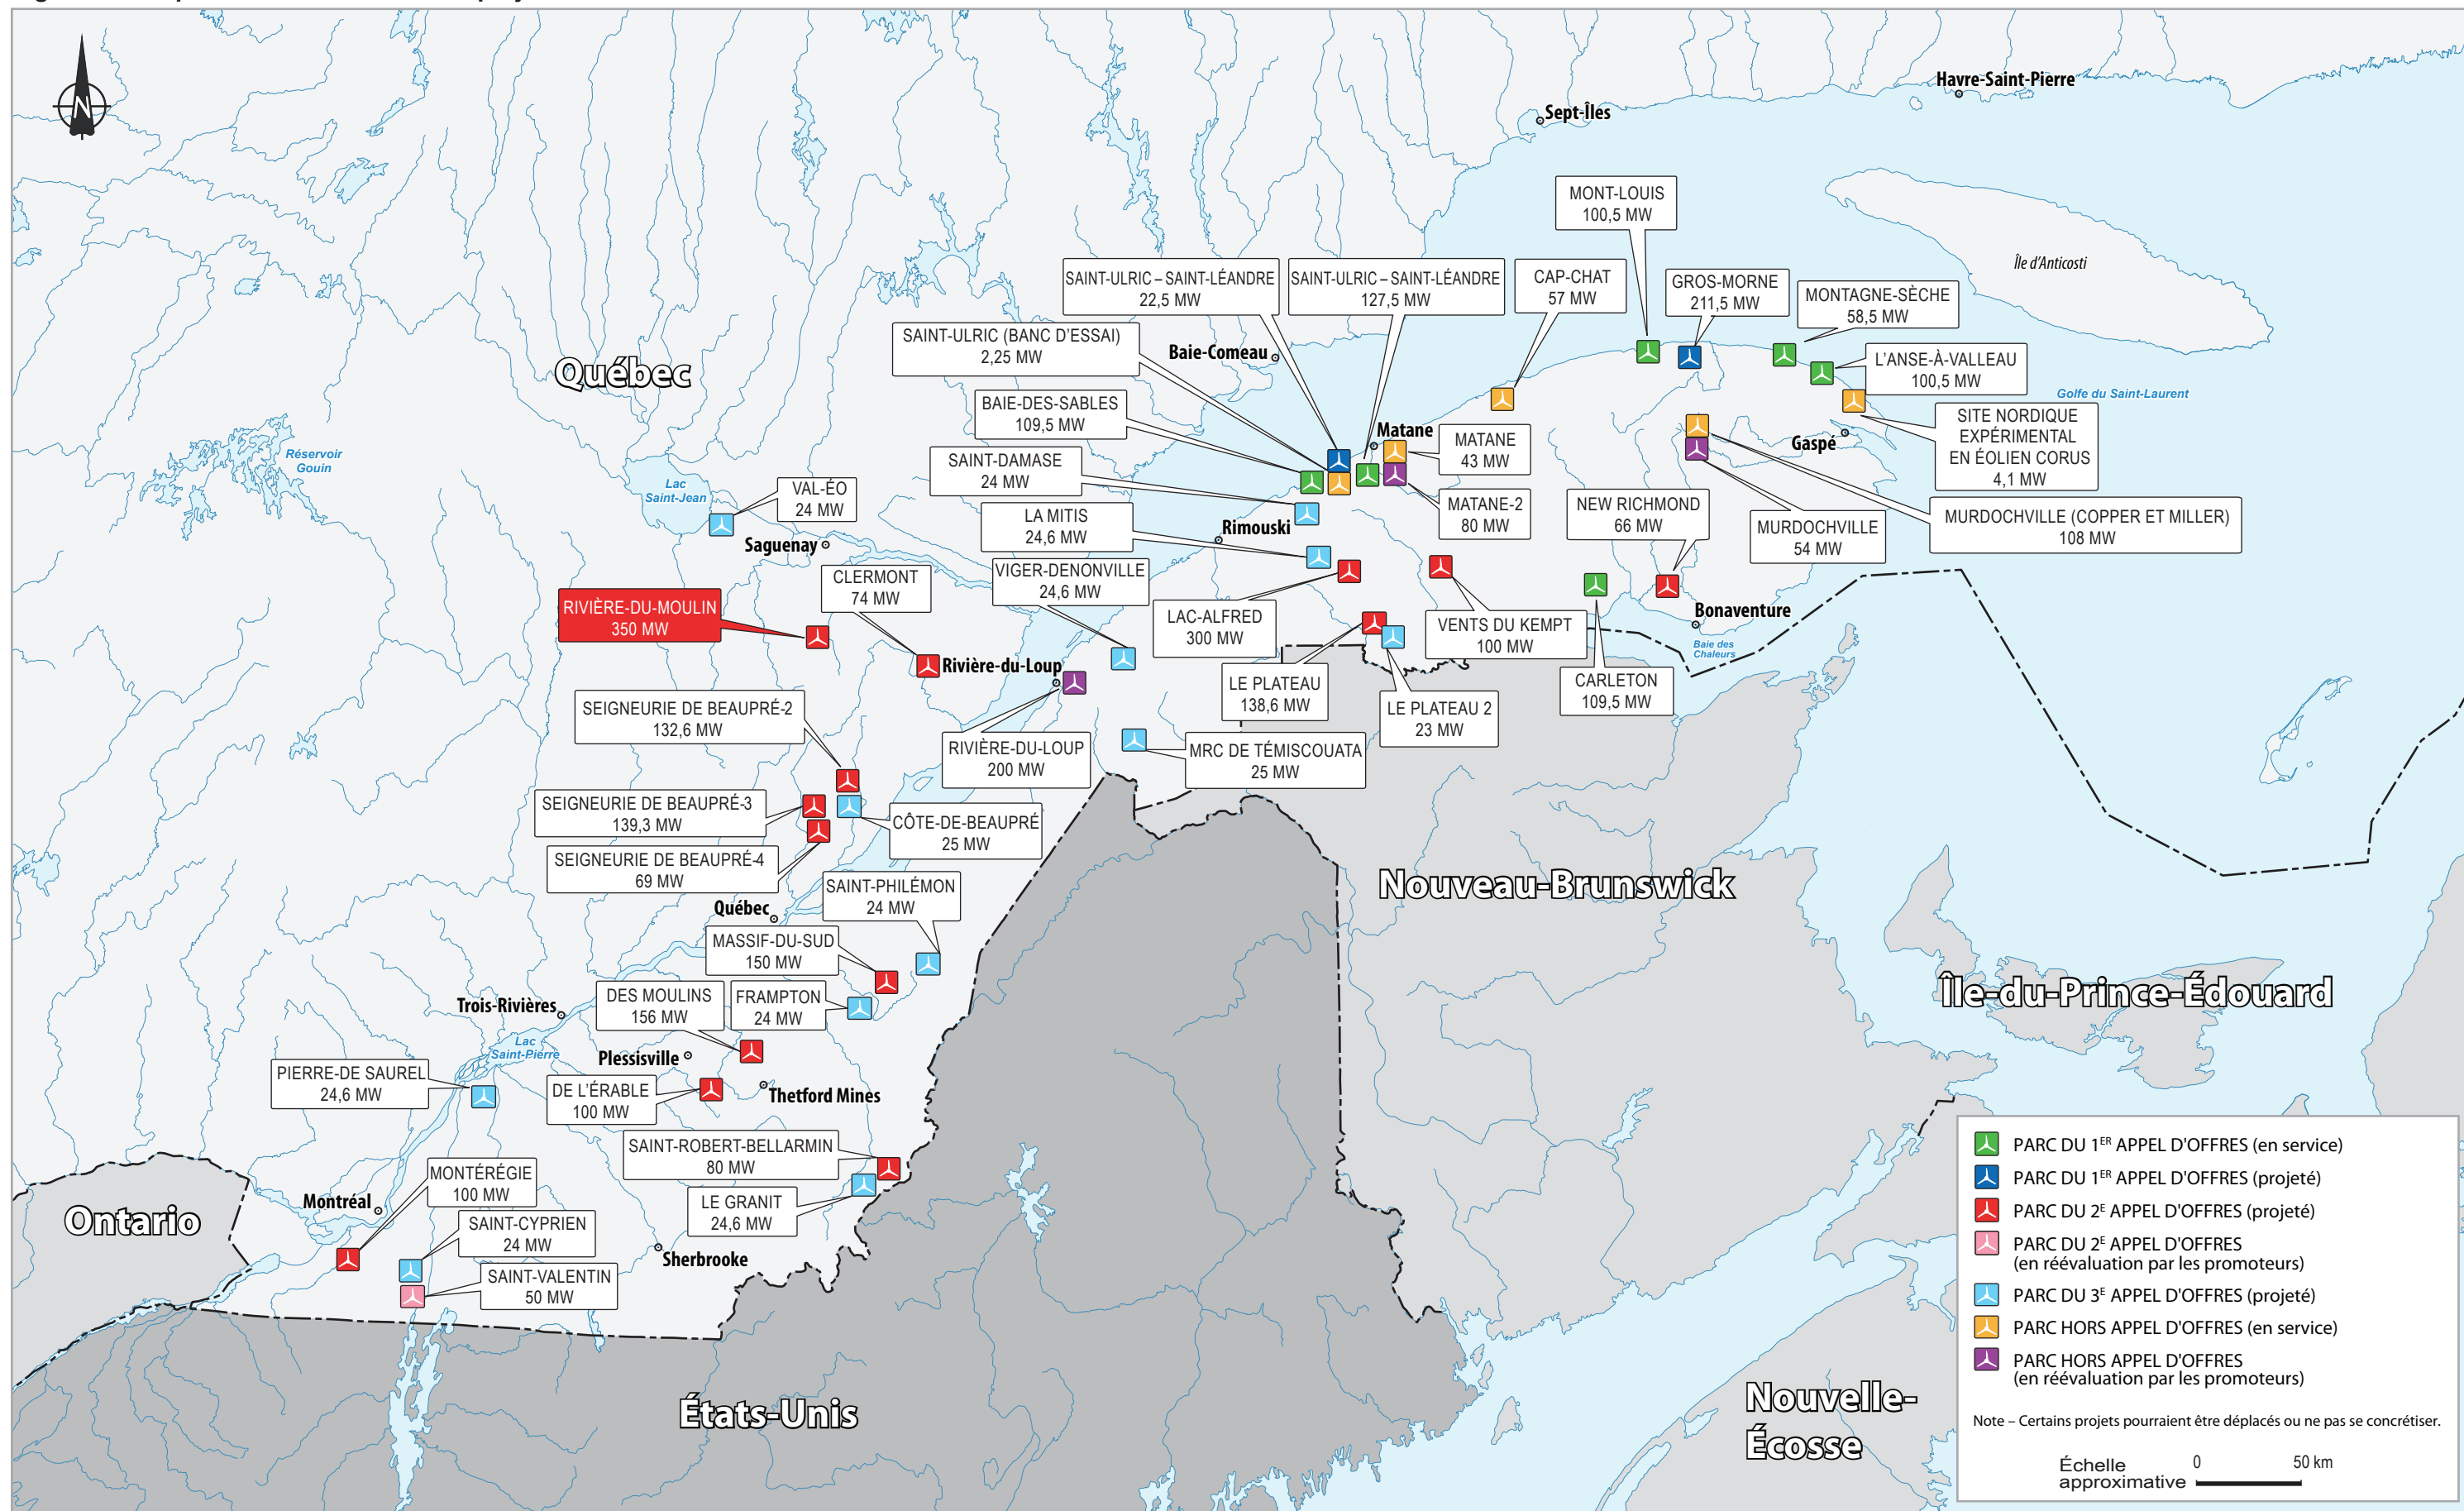 N
Havre-Saint-Pierre
Sept-Îles
MONT-LOUIS
100,5 MW
Île d'Anticosti
SAINT-ULRIC – SAINT-LÉANDRE
22,5 MW
SAINT-ULRIC – SAINT-LÉANDRE
127,5 MW
CAP-CHAT
57 MW
GROS-MORNE
211,5 MW
MONTAGNE-SÈCHE
58,5 MW
SAINT-ULRIC (BANC D'ESSAI)
2,25 MW
Baie-Comeau
L'ANSE-À-VALLEAU
100,5 MW
Québec
Golfe du Saint-Laurent
BAIE-DES-SABLES
109,5 MW
SITE NORDIQUE
EXPÉRIMENTAL
EN ÉOLIEN CORUS
4,1 MW
Matane
MATANE
43 MW
Gaspé
Réservoir
Gouin
SAINT-DAMASE
24 MW
Lac
Saint-Jean
VAL-ÉO
24 MW
MATANE-2
80 MW
NEW RICHMOND
66 MW
MURDOCHVILLE
54 MW
MURDOCHVILLE (COPPER ET MILLER)
108 MW
LA MITIS
24,6 MW
Rimouski
Saguenay
CLERMONT
74 MW
VIGER-DENONVILLE
24,6 MW
RIVIÈRE-DU-MOULIN
350 MW
LAC-ALFRED
300 MW
VENTS DU KEMPT
100 MW
Bonaventure
Baie des
Chaleurs
Rivière-du-Loup
LE PLATEAU
138,6 MW
LE PLATEAU 2
23 MW
CARLETON
109,5 MW
SEIGNEURIE DE BEAUPRÉ-2
132,6 MW
RIVIÈRE-DU-LOUP
200 MW
MRC DE TÉMISCOUATA
25 MW
SEIGNEURIE DE BEAUPRÉ-3
139,3 MW
CÔTE-DE-BEAUPRÉ
25 MW
SEIGNEURIE DE BEAUPRÉ-4
69 MW
Nouveau-Brunswick
SAINT-PHILÉMON
24 MW
Québec
MASSIF-DU-SUD
150 MW
Île-du-Prince-Édouard
DES MOULINS
156 MW
FRAMPTON
24 MW
Trois-Rivières
Lac
Saint-Pierre
Plessisville
PIERRE-DE SAUREL
24,6 MW
DE L'ÉRABLE
100 MW
Thetford Mines
SAINT-ROBERT-BELLARMIN
80 MW
MONTÉRÉGIE
100 MW
LE GRANIT
24,6 MW
Montréal
Ontario
SAINT-CYPRIEN
24 MW
Sherbrooke
SAINT-VALENTIN
50 MW
États-Unis
Nouvelle-
Écosse
PARC DU 1ER APPEL D'OFFRES (en service)
PARC DU 1ER APPEL D'OFFRES (projeté)
PARC DU 2E APPEL D'OFFRES (projeté)
PARC DU 2E APPEL D'OFFRES
(en réévaluation par les promoteurs)
PARC DU 3E APPEL D'OFFRES (projeté)
PARC HORS APPEL D'OFFRES (en service)
PARC HORS APPEL D'OFFRES
(en réévaluation par les promoteurs)
Note – Certains projets pourraient être déplacés ou ne pas se concrétiser.
Échelle
approximative
0 50 km